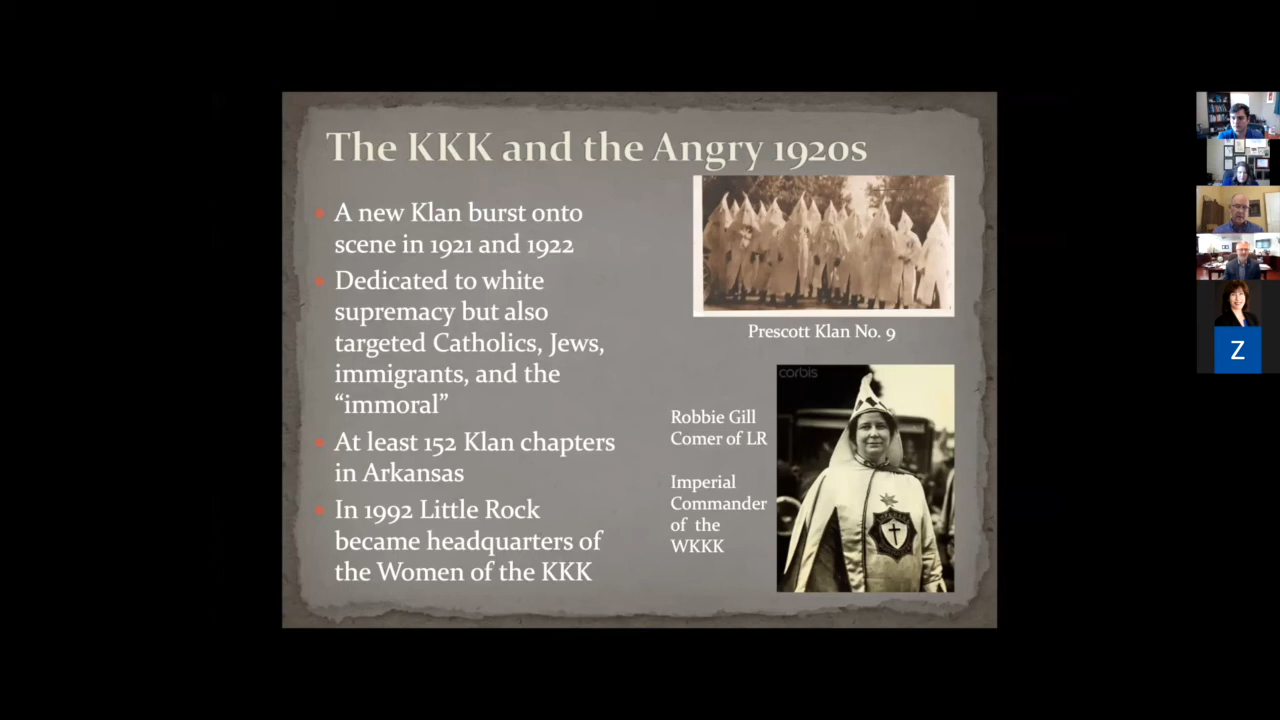 The KKK and the Angry 1920s
A new Klan burst onto
scene in 1921 and 1922
Dedicated to white
supremacy but also
targeted Catholics, Jews,
immigrants, and the
“immoral”
At least 152 Klan chapters
in Arkansas
In 1992 Little Rock
became headquarters of
the Women of the KKK
Prescott Klan No. 9
corbis
Robbie Gill
Comer of LR
Imperial
Commander
of the
WKKK
Z